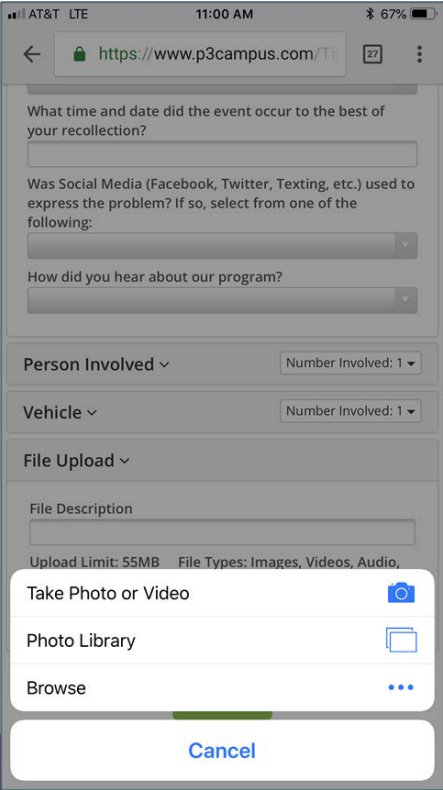 AT&T LTE 11:00 AM 67%
https://www.p3campus.com/Ti 27
What time and date did the event occur to the best of
your recollection?
Was Social Media (Facebook, Twitter, Texting, etc.) used to
express the problem? If so, select from one of the
following:
How did you hear about our program?
Person Involved Number Involved: 1
Vehicle Number Involved: 1
File Upload
File Description
Upload Limit: 55MB File Types: Images, Videos, Audio,
Take Photo or Video
Photo Library
Browse
Cancel